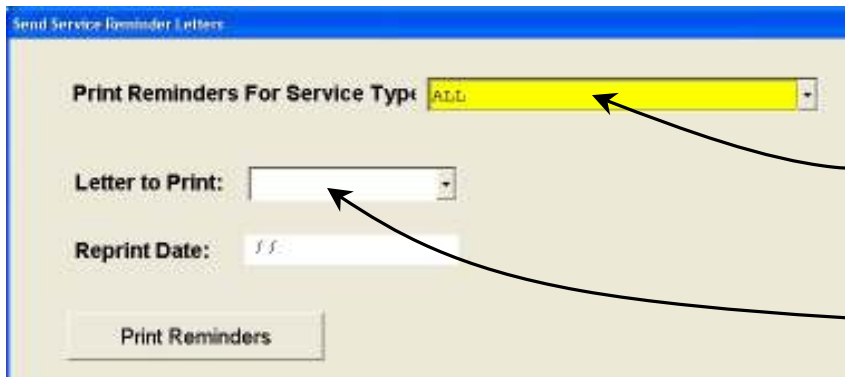 Send Service Reminder Letters
Print Reminders For Service Type ALL
Letter to Print:
Reprint Date: / /
Print Reminders